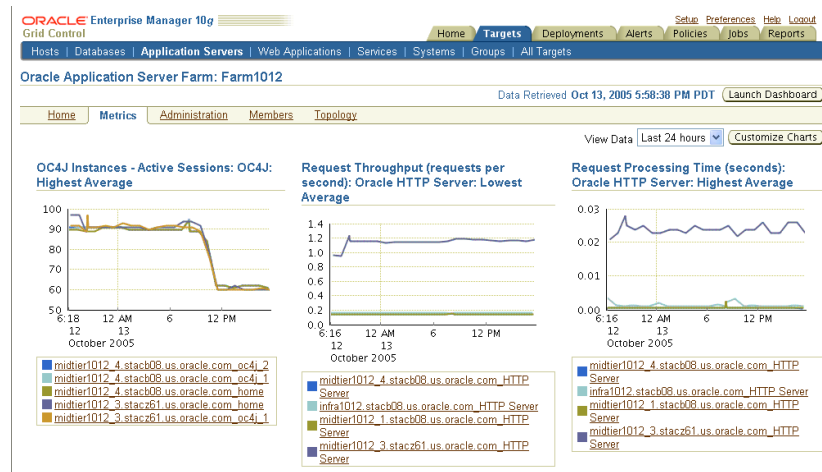 ORACLE Enterprise Manager 10g
Grid Control
Setup Preferences Help Logout
Home Targets Deployments Alerts Policies Jobs Reports
Hosts | Databases | Application Servers | Web Applications | Services | Systems | Groups | All Targets
Oracle Application Server Farm: Farm1012
Data Retrieved Oct 13, 2005 5:58:38 PM PDT Launch Dashboard
Home Metrics Administration Members Topology
View Data Last 24 hours Customize Charts
OC4J Instances - Active Sessions: OC4J:
Highest Average
100
90
80
70
60
50
6:18 12 AM 6 12 PM
12 13
October 2005
midtier1012_4.stacb08.us.oracle.com_oc4j_2
midtier1012_4.stacb08.us.oracle.com_oc4j_1
midtier1012_4.stacb08.us.oracle.com_home
midtier1012_3.stacz61.us.oracle.com_home
midtier1012_3.stacz61.us.oracle.com_oc4j_1
Request Throughput (requests per
second): Oracle HTTP Server: Lowest
Average
1.4
1.2
1.0
0.8
0.6
0.4
0.2
0.0
6:16 12 AM 6 12 PM
12 13
October 2005
midtier1012_4.stacb08.us.oracle.com_HTTP
Server
infra1012.stacb08.us.oracle.com_HTTP Server
midtier1012_1.stacb08.us.oracle.com_HTTP
Server
midtier1012_3.stacz61.us.oracle.com_HTTP
Server
Request Processing Time (seconds):
Oracle HTTP Server: Highest Average
0.03
0.02
0.01
0.00
6:16 12 AM 6 12 PM
12 13
October 2005
midtier1012_4.stacb08.us.oracle.com_HTTP
Server
infra1012.stacb08.us.oracle.com_HTTP Server
midtier1012_1.stacb08.us.oracle.com_HTTP
Server
midtier1012_3.stacz61.us.oracle.com_HTTP
Server